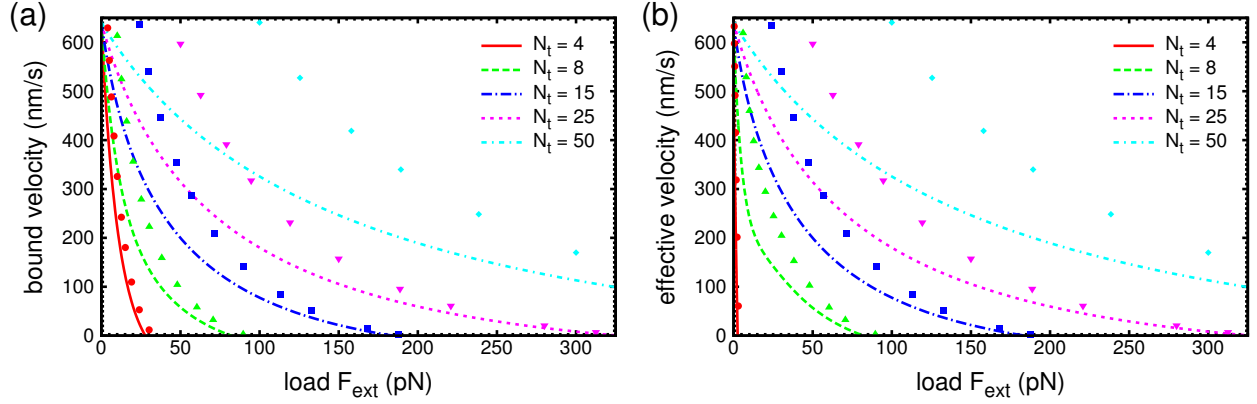 (a)
bound velocity (nm/s)
600
500
400
300
200
100
0
0 50 100 150 200 250 300
load F_ext (pN)
N_t = 4
N_t = 8
N_t = 15
N_t = 25
N_t = 50
(b)
effective velocity (nm/s)
600
500
400
300
200
100
0
0 50 100 150 200 250 300
load F_ext (pN)
N_t = 4
N_t = 8
N_t = 15
N_t = 25
N_t = 50